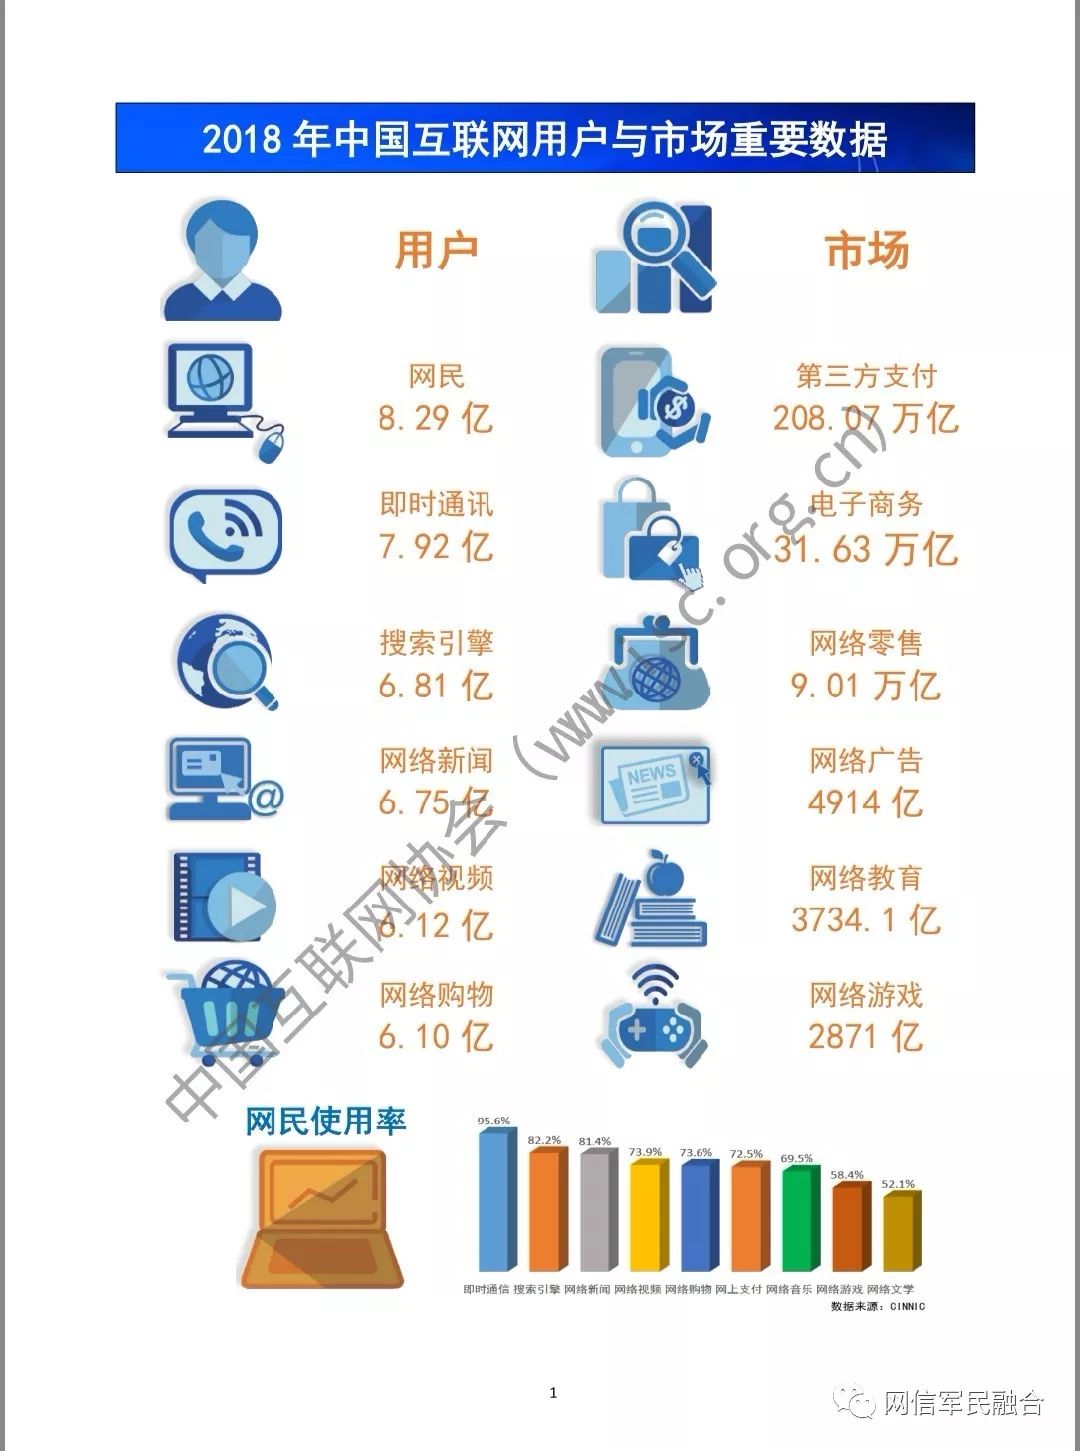 2018 年中国互联网用户与市场重要数据
用户
市场
网民
8.29 亿
第三方支付
208.07 万亿
即时通讯
7.92 亿
电子商务
31.63 万亿
搜索引擎
6.81 亿
网络零售
9.01 万亿
网络新闻
6.75 亿
网络广告
4914 亿
NEWS
@
网络视频
6.12 亿
网络教育
3734.1 亿
网络购物
6.10 亿
网络游戏
2871 亿
中国互联网协会（www.isc.org.cn）
网民使用率
95.6% 82.2% 81.4% 73.9% 73.6% 72.5% 69.5% 58.4% 52.1%
即时通信 搜索引擎 网络新闻 网络视频 网络购物 网上支付 网络音乐 网络游戏 网络文学
数据来源：CINNIC
1
网信军民融合